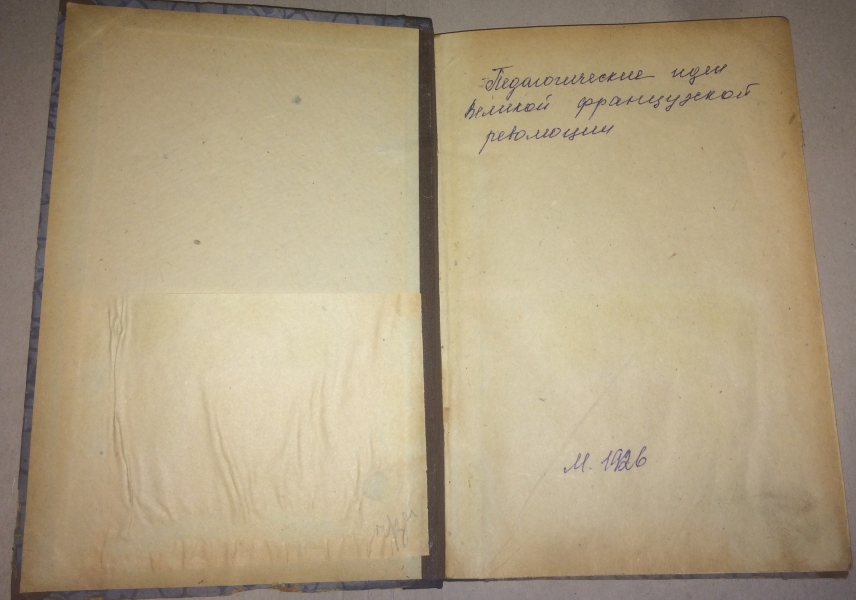 Педагогические идеи
Великой французской
революции
М. 1926